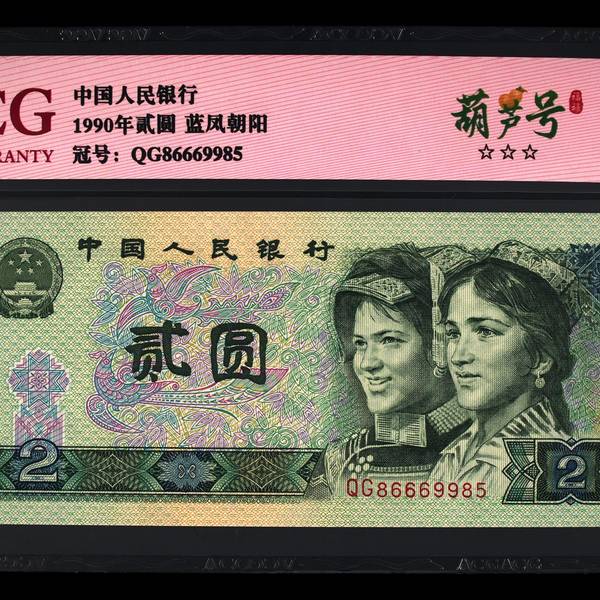 CG
中国人民银行
1990年贰圆 蓝凤朝阳
冠号：QG86669985
RANTY
葫芦号
☆☆☆
中国人民银行
贰圆
2
QG86669985
2
ACGACG